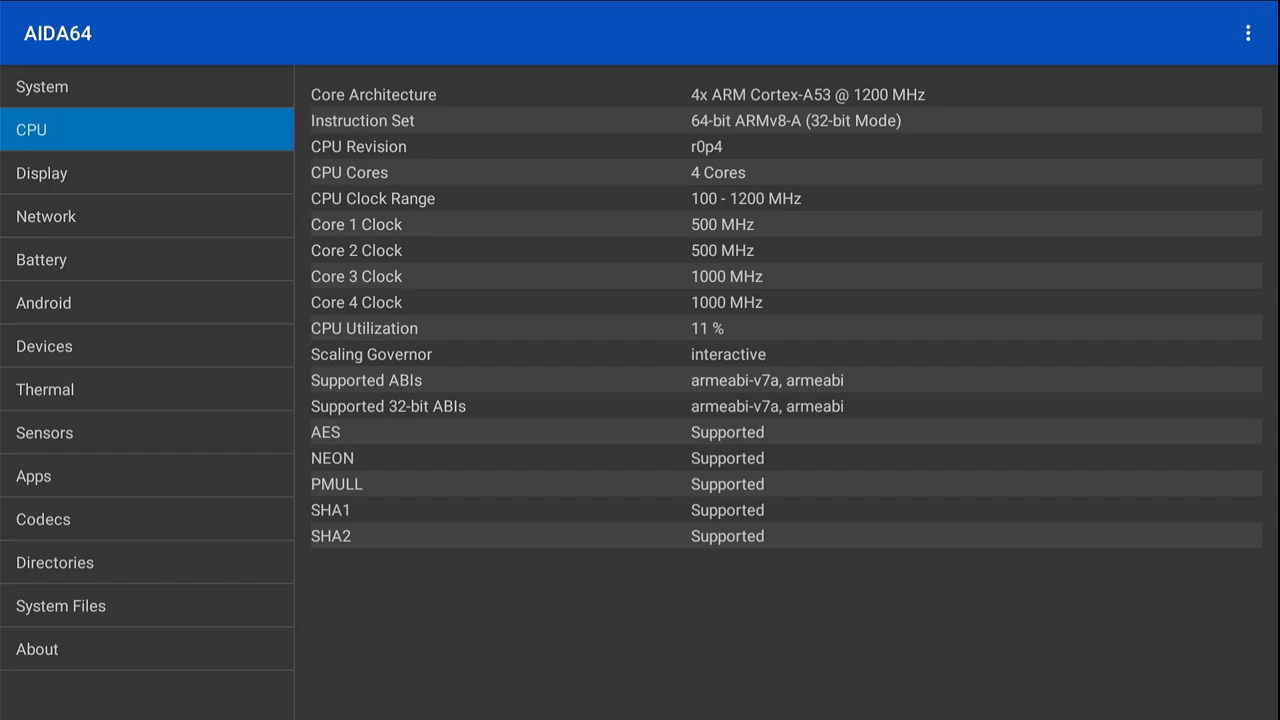 AIDA64
System
CPU
Display
Network
Battery
Android
Devices
Thermal
Sensors
Apps
Codecs
Directories
System Files
About
Core Architecture 4x ARM Cortex-A53 @ 1200 MHz
Instruction Set 64-bit ARMv8-A (32-bit Mode)
CPU Revision r0p4
CPU Cores 4 Cores
CPU Clock Range 100 - 1200 MHz
Core 1 Clock 500 MHz
Core 2 Clock 500 MHz
Core 3 Clock 1000 MHz
Core 4 Clock 1000 MHz
CPU Utilization 11 %
Scaling Governor interactive
Supported ABIs armeabi-v7a, armeabi
Supported 32-bit ABIs armeabi-v7a, armeabi
AES Supported
NEON Supported
PMULL Supported
SHA1 Supported
SHA2 Supported